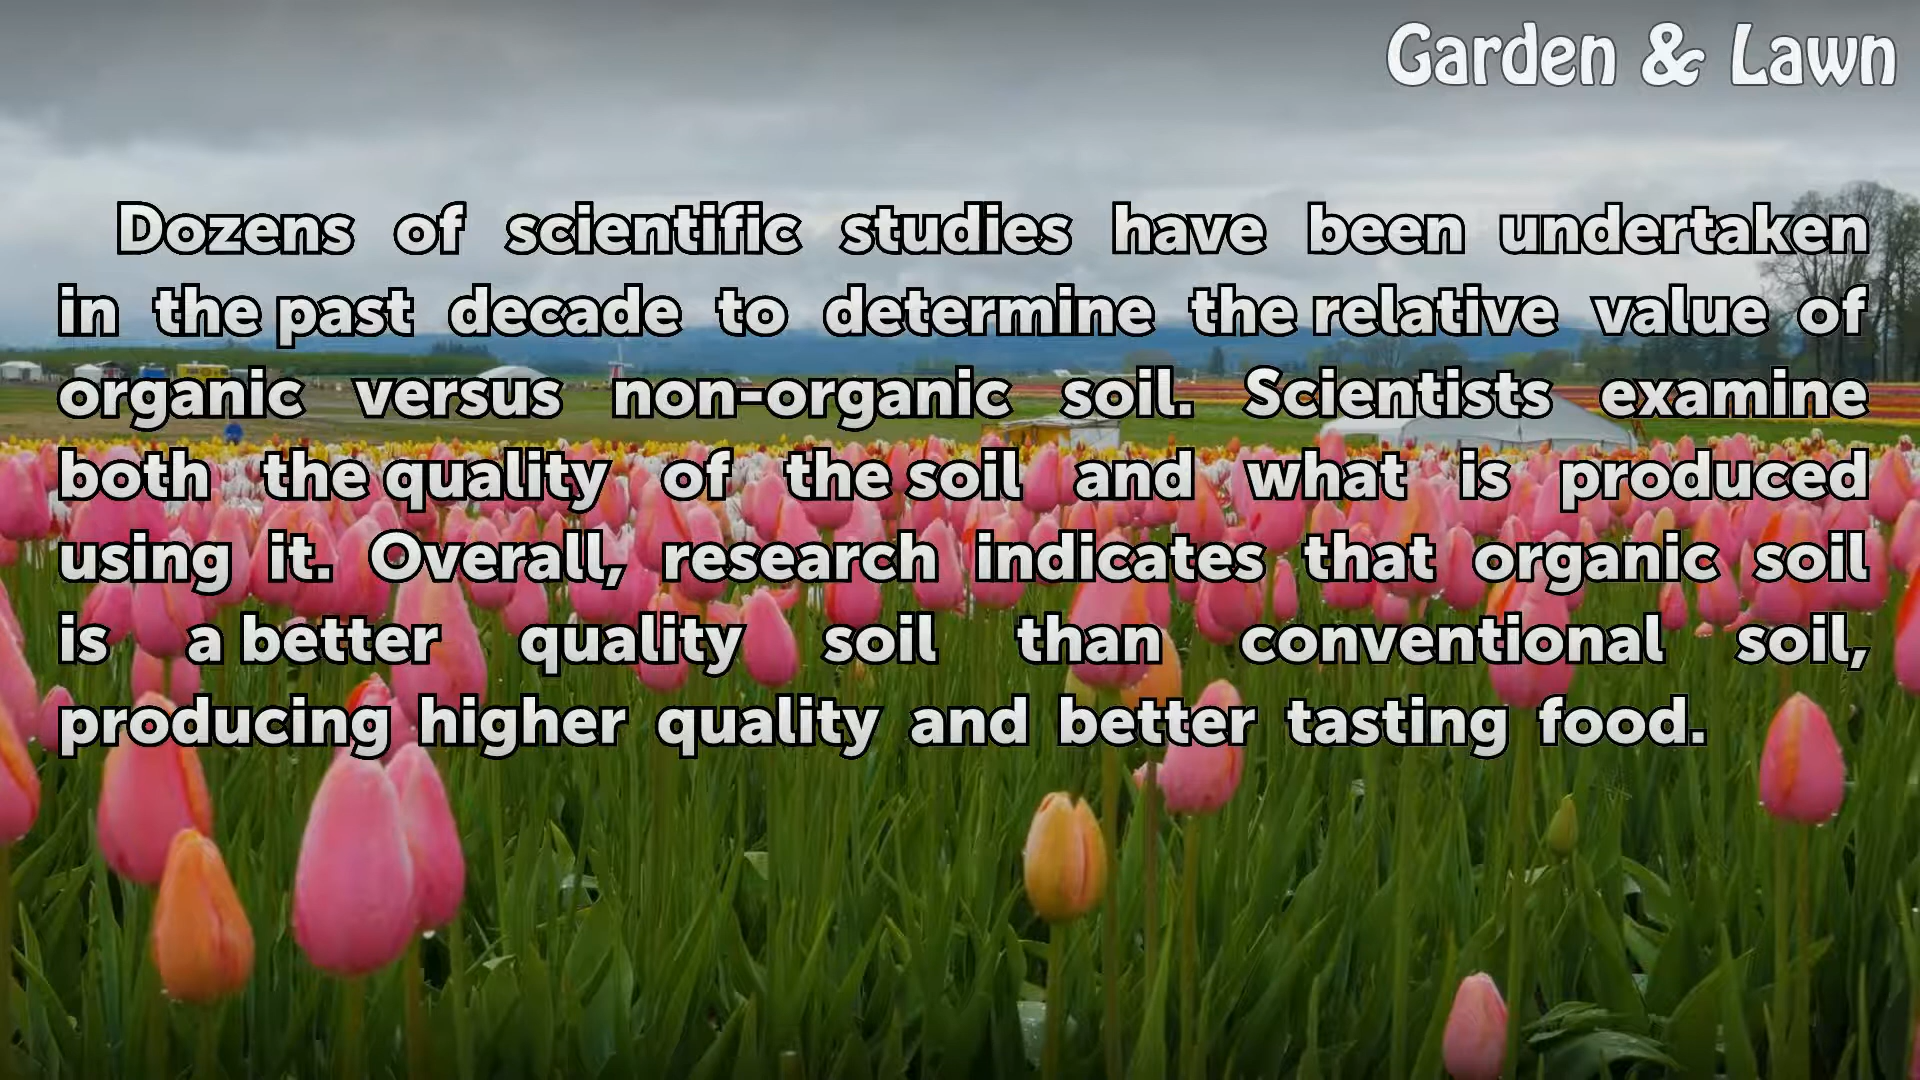 Garden & Lawn
Dozens of scientific studies have been undertaken
in the past decade to determine the relative value of
organic versus non-organic soil. Scientists examine
both the quality of the soil and what is produced
using it. Overall, research indicates that organic soil
is a better quality soil than conventional soil,
producing higher quality and better tasting food.